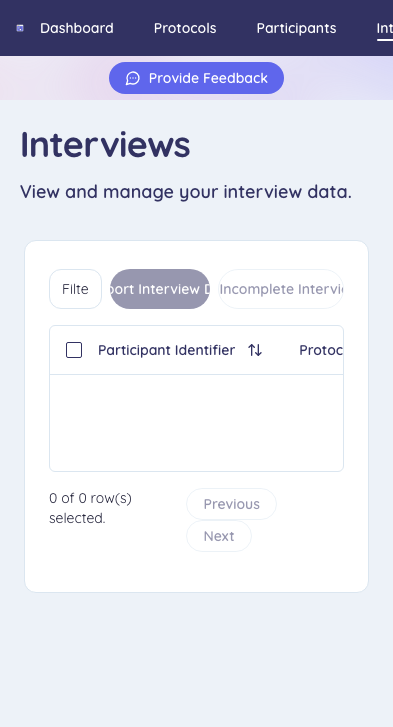 Dashboard Protocols Participants Int
Provide Feedback
Interviews
View and manage your interview data.
Filte port Interview D Incomplete Intervie
Participant Identifier Protoc
0 of 0 row(s)
selected.
Previous
Next